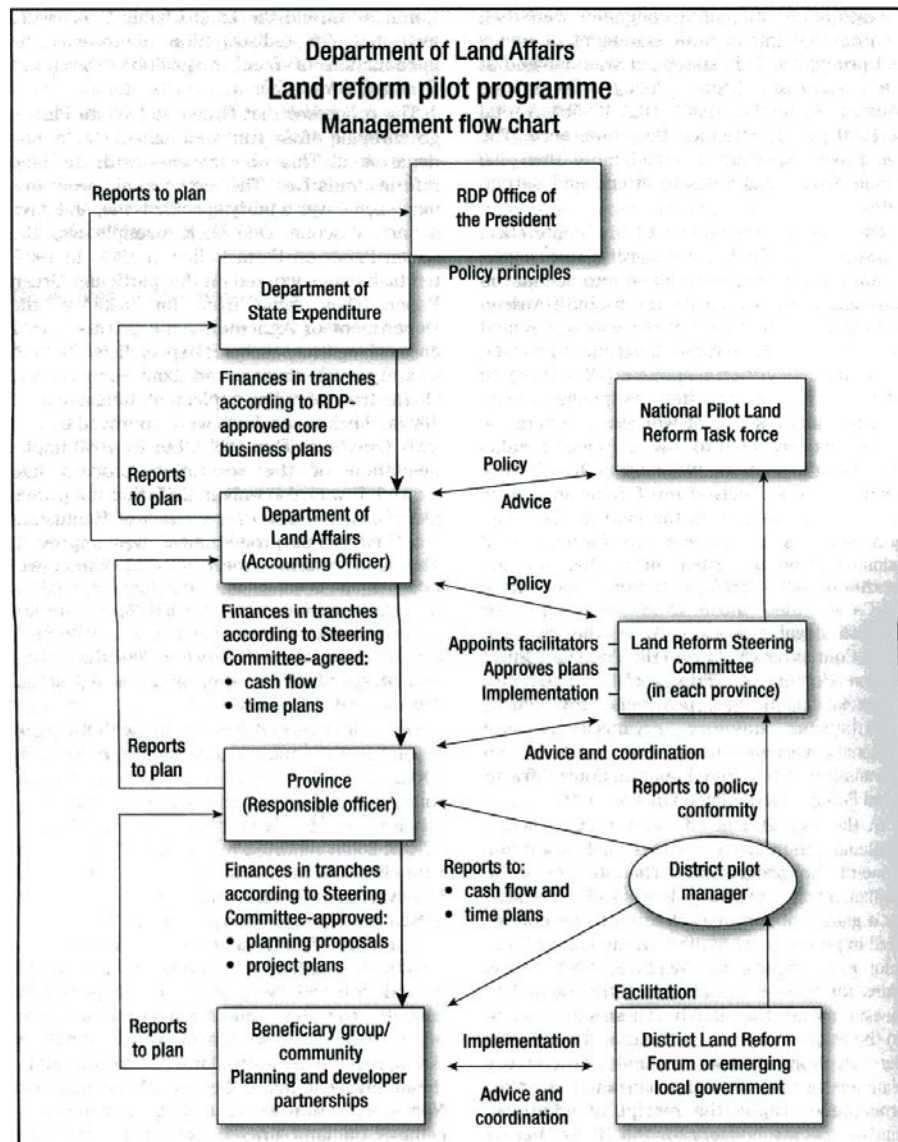 Department of Land Affairs
Land reform pilot programme
Management flow chart
Reports to plan
RDP Office of
the President
Policy principles
Department of
State Expenditure
Finances in tranches
according to RDP-
approved core
business plans
National Pilot Land
Reform Task force
Reports
to plan
Policy
Advice
Department of
Land Affairs
(Accounting Officer)
Policy
Finances in tranches
according to Steering
Committee-agreed:
• cash flow
• time plans
Appoints facilitators
Approves plan
Implementation
Land Reform Steering
Committee
(in each province)
Reports
to plan
Advice and coordination
Province
(Responsible officer)
Reports to policy
conformity
Finances in tranches
according to Steering
Committee-approved:
• planning proposals
• project plans
Reports to:
• cash flow and
• time plans
District pilot
manager
Facilitation
Reports
to plan
Beneficiary group/
community
Planning and developer
partnerships
Implementation
Advice and
coordination
District Land Reform
Forum or emerging
local government